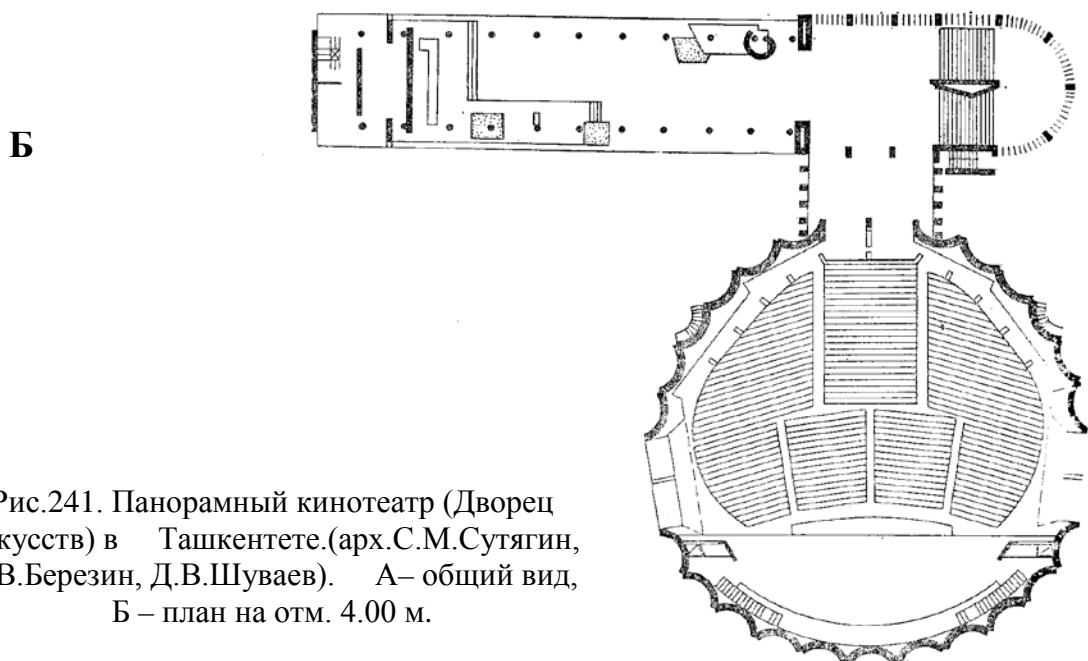 Б
Рис.241. Панорамный кинотеатр (Дворец
кусств) в Ташкентете.(арх.С.М.Сутягин,
В.Березин, Д.В.Шуваев). А– общий вид,
Б – план на отм. 4.00 м.